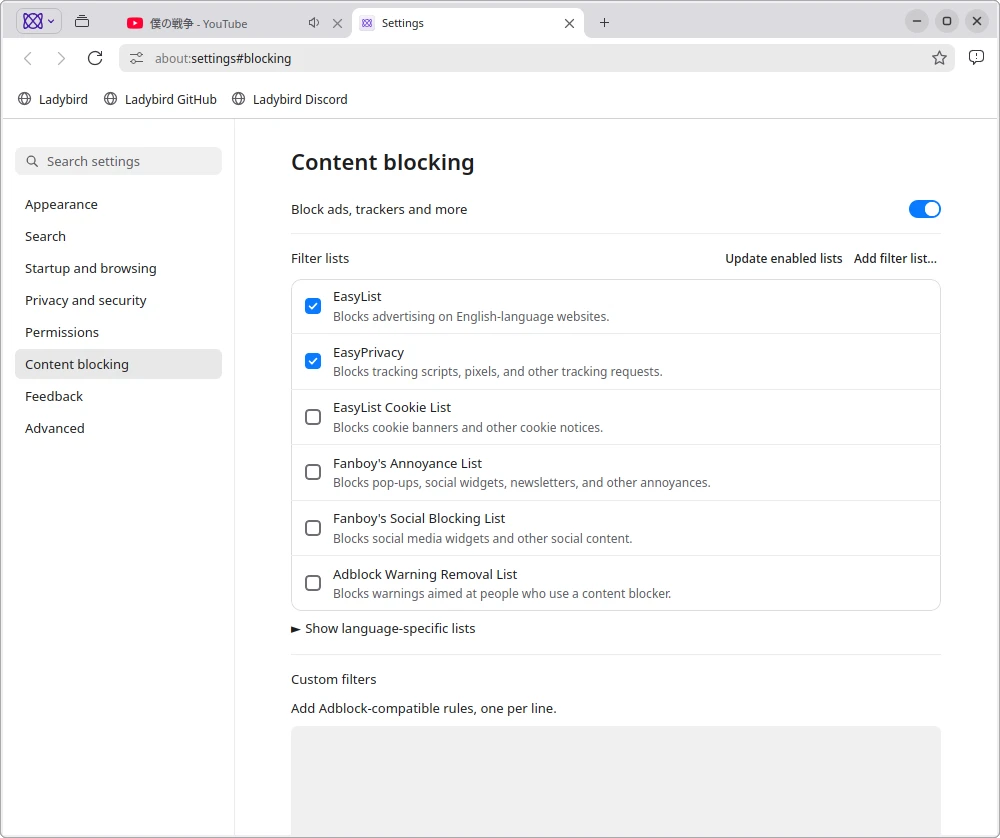 僕の戦争 - YouTube
Settings
about:settings#blocking
Ladybird
Ladybird GitHub
Ladybird Discord
Search settings
Appearance
Search
Startup and browsing
Privacy and security
Permissions
Content blocking
Feedback
Advanced
Content blocking
Block ads, trackers and more
Filter lists
Update enabled lists
Add filter list...
EasyList
Blocks advertising on English-language websites.
EasyPrivacy
Blocks tracking scripts, pixels, and other tracking requests.
EasyList Cookie List
Blocks cookie banners and other cookie notices.
Fanboy's Annoyance List
Blocks pop-ups, social widgets, newsletters, and other annoyances.
Fanboy's Social Blocking List
Blocks social media widgets and other social content.
Adblock Warning Removal List
Blocks warnings aimed at people who use a content blocker.
► Show language-specific lists
Custom filters
Add Adblock-compatible rules, one per line.